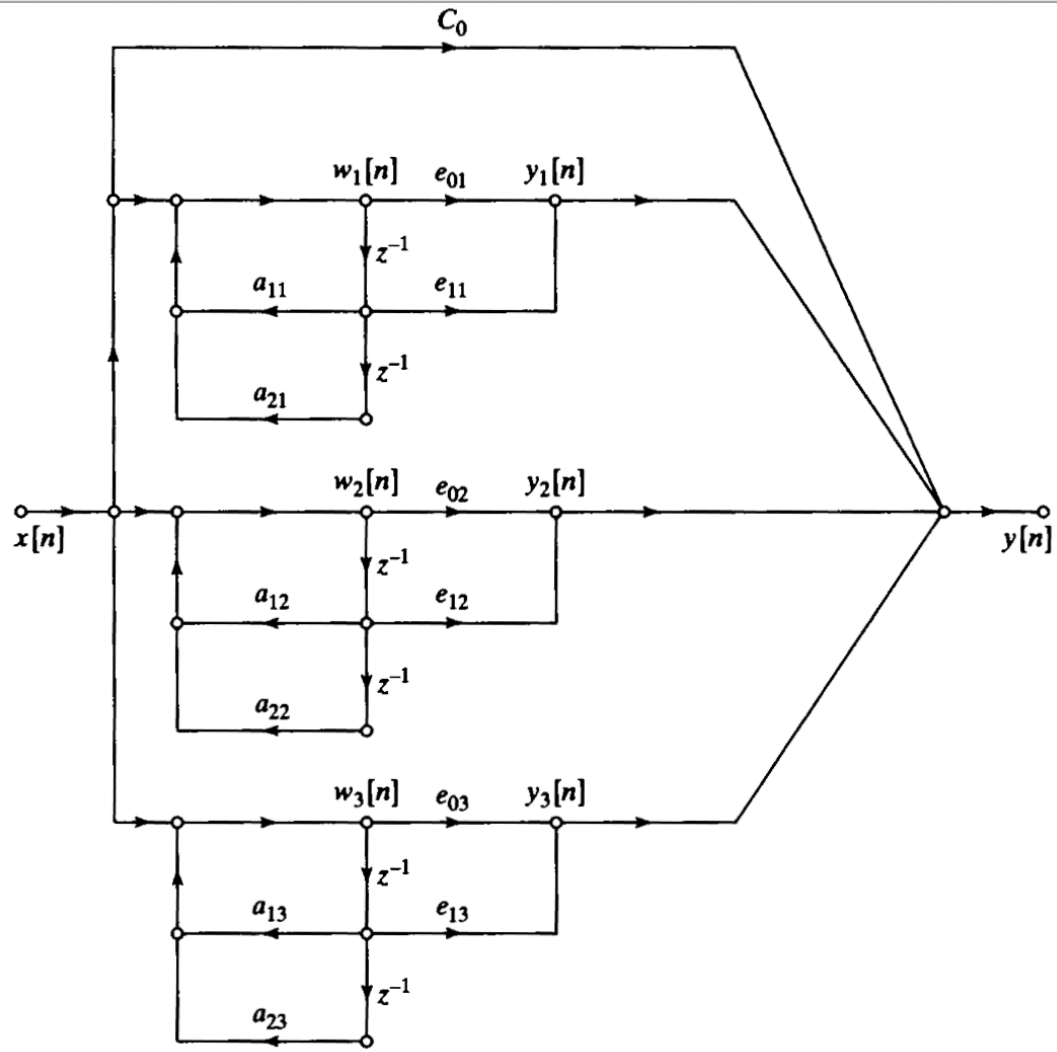 C₀
w₁[n] e₀₁ y₁[n]
z⁻¹
a₁₁ e₁₁
z⁻¹
a₂₁
w₂[n] e₀₂ y₂[n]
x[n] y[n]
z⁻¹
a₁₂ e₁₂
z⁻¹
a₂₂
w₃[n] e₀₃ y₃[n]
z⁻¹
a₁₃ e₁₃
z⁻¹
a₂₃